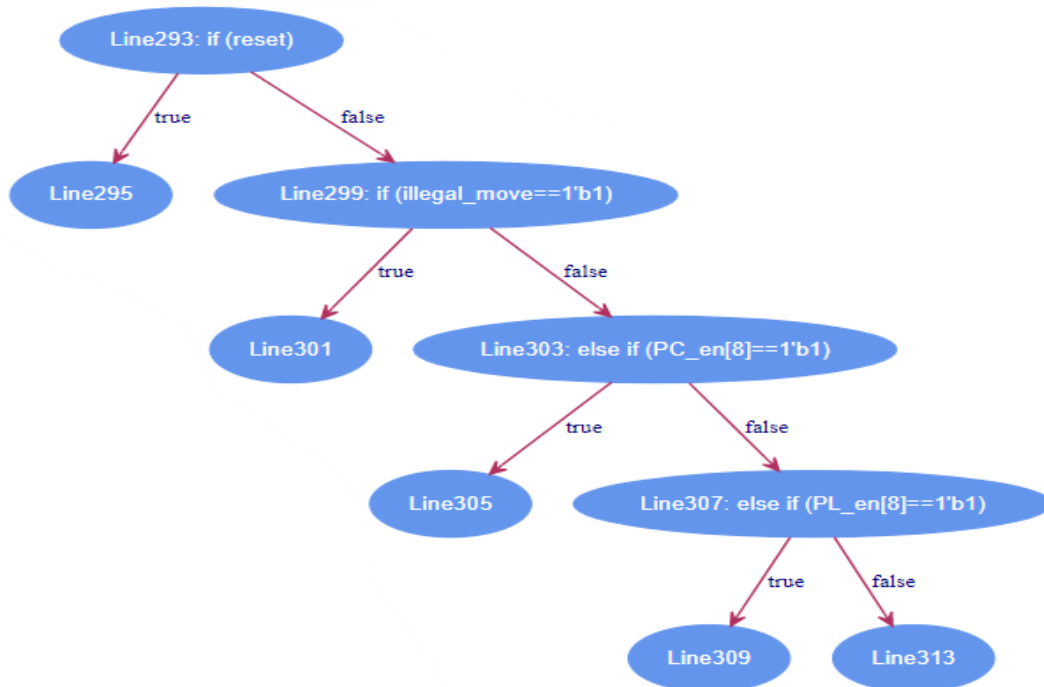 Line293: if (reset)
true
false
Line295
Line299: if (illegal_move==1'b1)
true
false
Line301
Line303: else if (PC_en[8]==1'b1)
true
false
Line305
Line307: else if (PL_en[8]==1'b1)
true
false
Line309
Line313